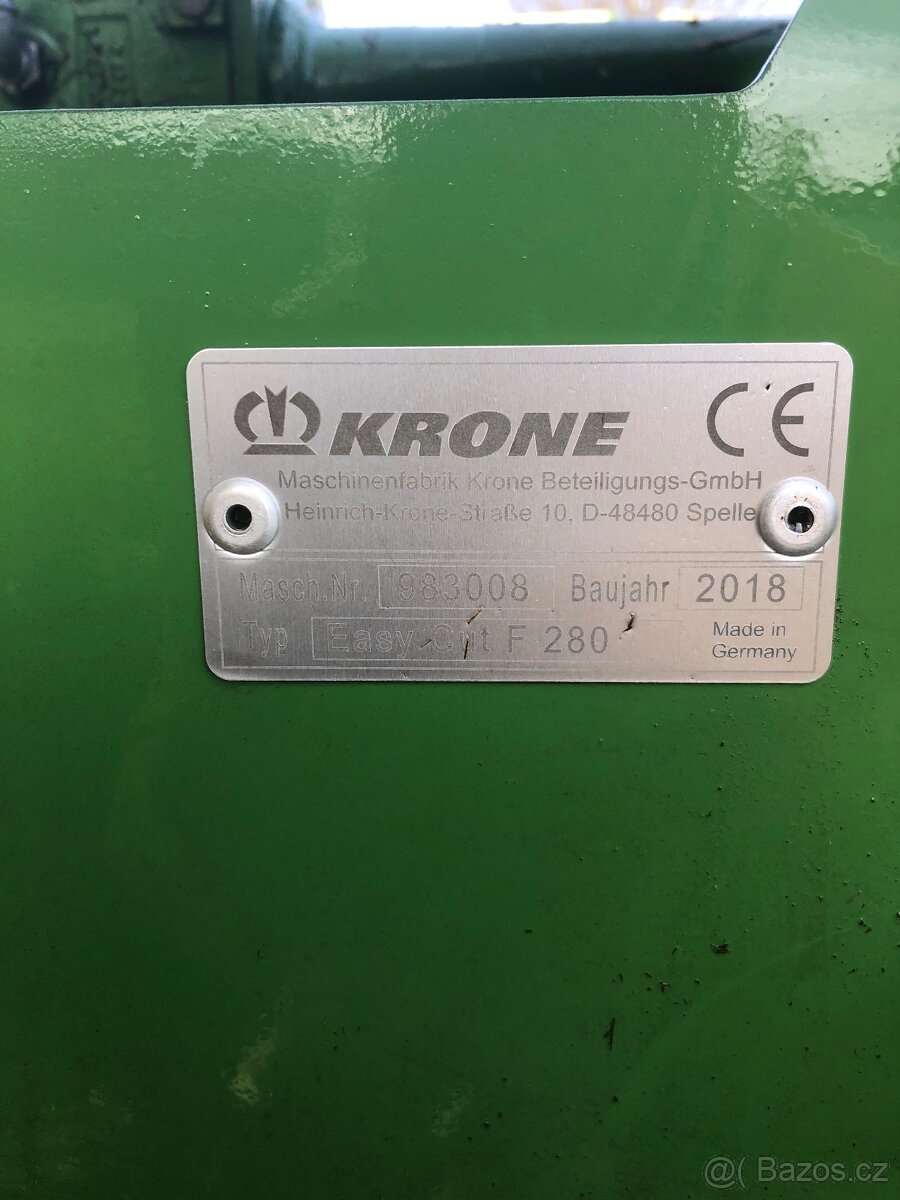 KRONE CE
Maschinenfabrik Krone Beteiligungs-GmbH
Heinrich-Krone-Straße 10, D-48480 Spelle
Masch.Nr. 983008 Baujahr 2018
Typ Easy Cut F 280 Made in
Germany
@( Bazos.cz